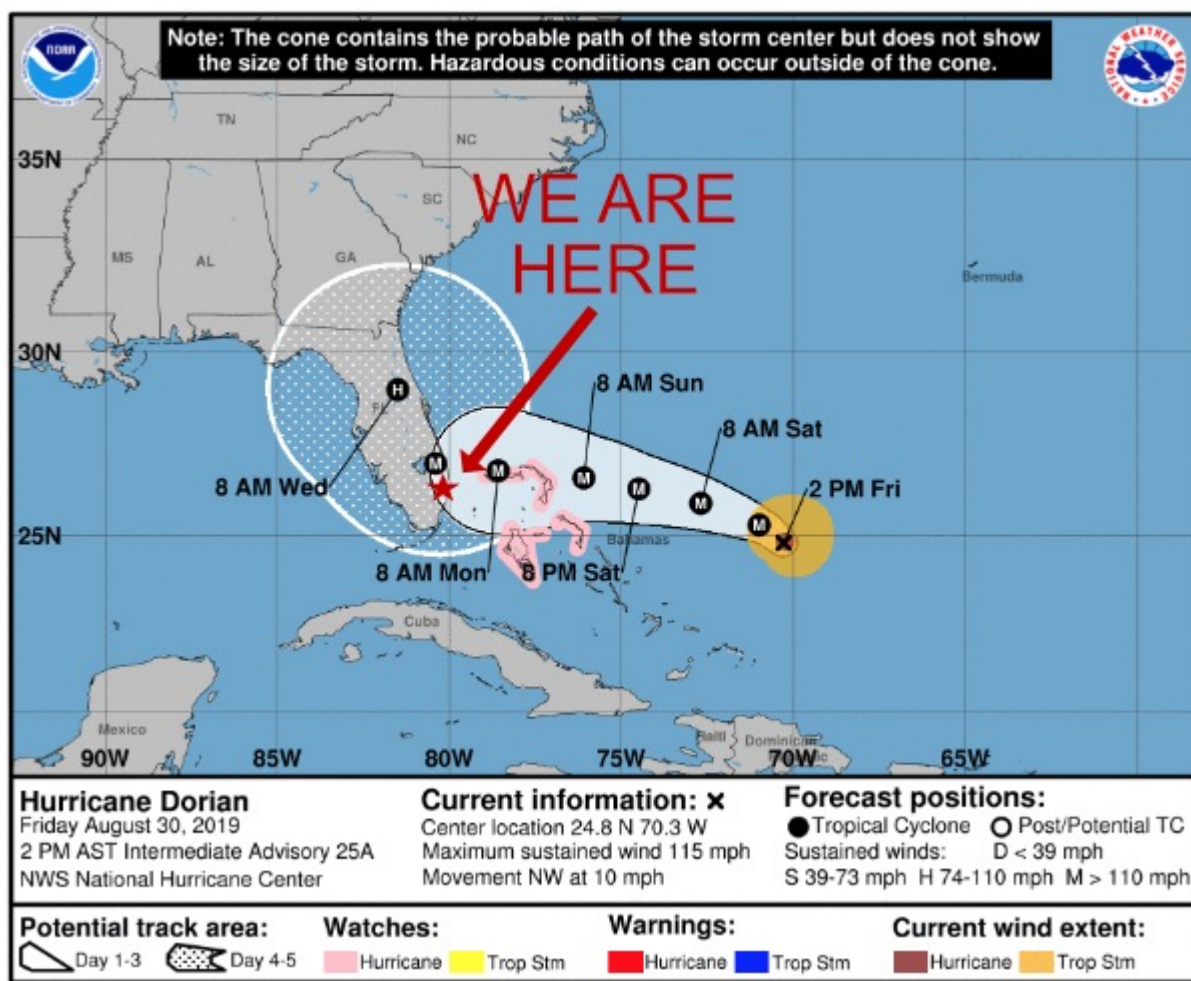 Note: The cone contains the probable path of the storm center but does not show
the size of the storm. Hazardous conditions can occur outside of the cone.
NOAA
NATIONAL WEATHER SERVICE
TN
NC
35N
WE ARE
HERE
SC
MS
AL
GA
Bermuda
30N
8 AM Sun
8 AM Sat
H
FL
M
M
M
M
M
M
8 AM Wed
2 PM Fri
25N
Bahamas
8 AM Mon
8 PM Sat
Cuba
Mexico
Haiti
Dominican
90W
85W
80W
75W
70W
65W
Hurricane Dorian
Friday August 30, 2019
2 PM AST Intermediate Advisory 25A
NWS National Hurricane Center
Current information: ×
Center location 24.8 N 70.3 W
Maximum sustained wind 115 mph
Movement NW at 10 mph
Forecast positions:
Tropical Cyclone Post/Potential TC
Sustained winds: D < 39 mph
S 39-73 mph H 74-110 mph M > 110 mph
Potential track area:
Day 1-3 Day 4-5
Watches:
Hurricane Trop Stm
Warnings:
Hurricane Trop Stm
Current wind extent:
Hurricane Trop Stm